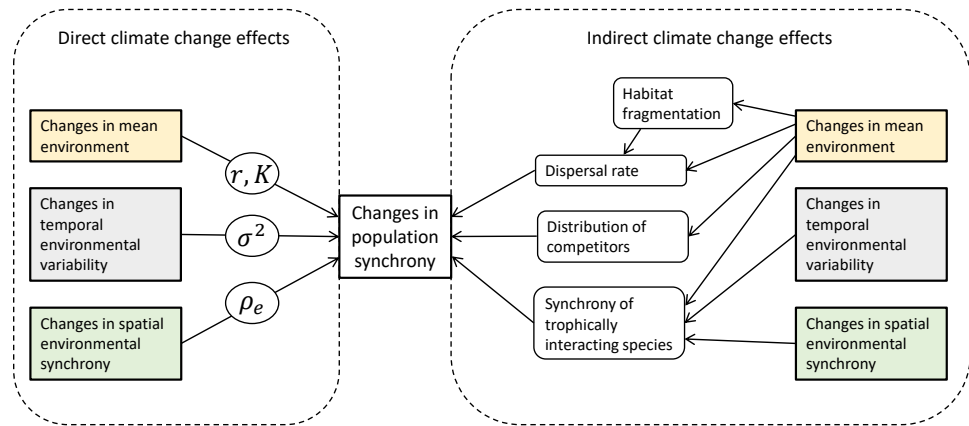 Direct climate change effects
Changes in mean
environment
r, K
Changes in
temporal
environmental
variability
σ²
Changes in spatial
environmental
synchrony
ρₑ
Changes in
population
synchrony
Indirect climate change effects
Habitat
fragmentation
Dispersal rate
Distribution of
competitors
Synchrony of
trophically
interacting species
Changes in mean
environment
Changes in
temporal
environmental
variability
Changes in spatial
environmental
synchrony